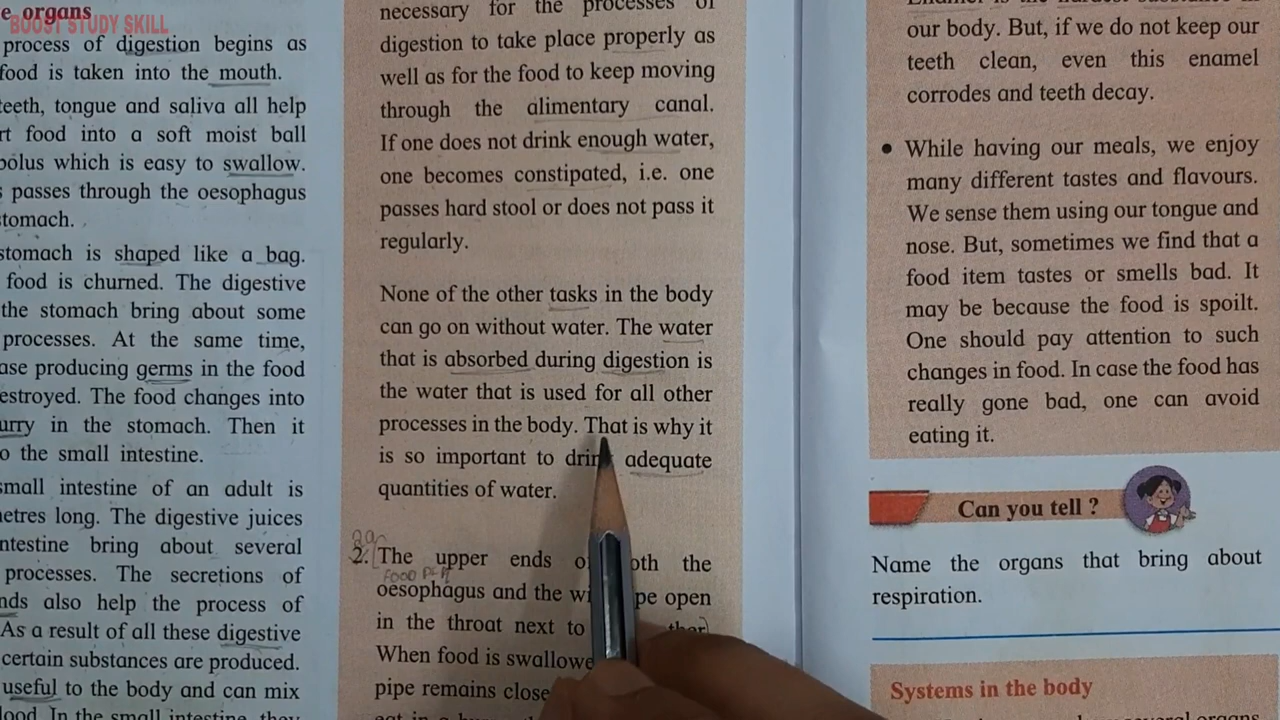 e organs
BOOST STUDY SKILL
process of digestion begins as
food is taken into the mouth.
teeth, tongue and saliva all help
rt food into a soft moist ball
bolus which is easy to swallow.
s passes through the oesophagus
stomach.
stomach is shaped like a bag.
food is churned. The digestive
the stomach bring about some
processes. At the same time,
ase producing germs in the food
estroyed. The food changes into
urry in the stomach. Then it
o the small intestine.
small intestine of an adult is
metres long. The digestive juices
ntestine bring about several
processes. The secretions of
nds also help the process of
As a result of all these digestive
certain substances are produced.
useful to the body and can mix
lood. In the small intestine, they
necessary for the processes of
digestion to take place properly as
well as for the food to keep moving
through the alimentary canal.
If one does not drink enough water,
one becomes constipated, i.e. one
passes hard stool or does not pass it
regularly.
None of the other tasks in the body
can go on without water. The water
that is absorbed during digestion is
the water that is used for all other
processes in the body. That is why it
is so important to drink adequate
quantities of water.
2. The upper ends of both the
oesophagus and the wi pe open
in the throat next to
When food is swallowe
pipe remains close
Enamel is the hardest substance in
our body. But, if we do not keep our
teeth clean, even this enamel
corrodes and teeth decay.
• While having our meals, we enjoy
many different tastes and flavours.
We sense them using our tongue and
nose. But, sometimes we find that a
food item tastes or smells bad. It
may be because the food is spoilt.
One should pay attention to such
changes in food. In case the food has
really gone bad, one can avoid
eating it.
Can you tell ?
Name the organs that bring about
respiration.
Systems in the body